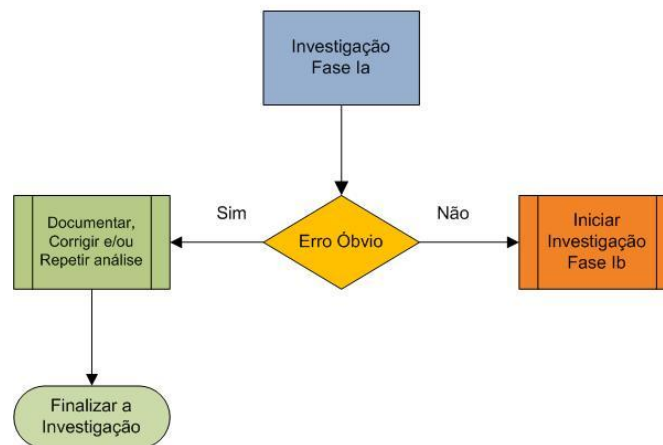 Investigação
Fase Ia
Sim
Não
Documentar,
Corrigir e/ou
Repetir análise
Erro Óbvio
Iniciar
Investigação
Fase Ib
Finalizar a
Investigação